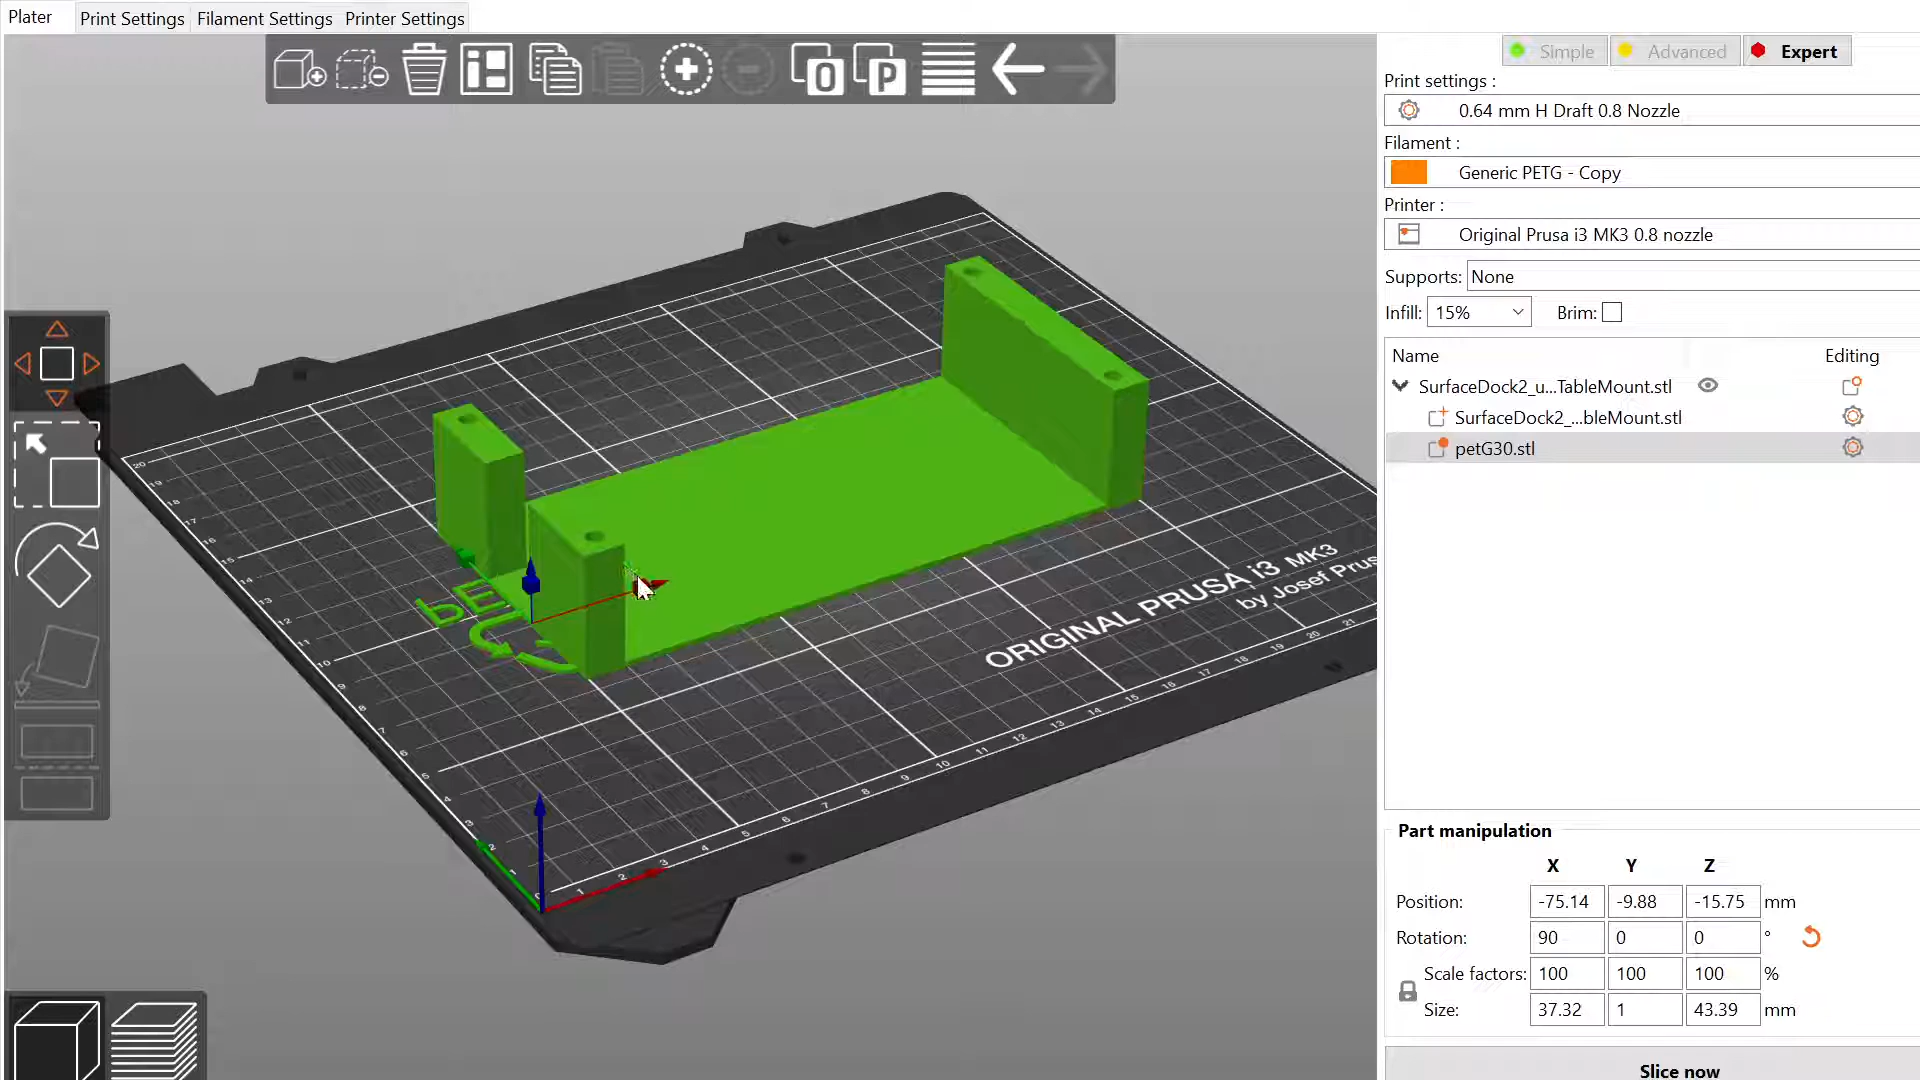 Plater
Print Settings
Filament Settings
Printer Settings
O
P
Simple
Advanced
Expert
Print settings :
0.64 mm H Draft 0.8 Nozzle
Filament :
Generic PETG - Copy
Printer :
Original Prusa i3 MK3 0.8 nozzle
Supports: None
Infill: 15%
Brim:
Name
Editing
SurfaceDock2_u...TableMount.stl
SurfaceDock2_...bleMount.stl
petG30.stl
ORIGINAL PRUSA i3 MK3
by Josef Prus
Part manipulation
X Y Z
Position: -75.14 -9.88 -15.75 mm
Rotation: 90 0 0 °
Scale factors: 100 100 100 %
Size: 37.32 1 43.39 mm
Slice now